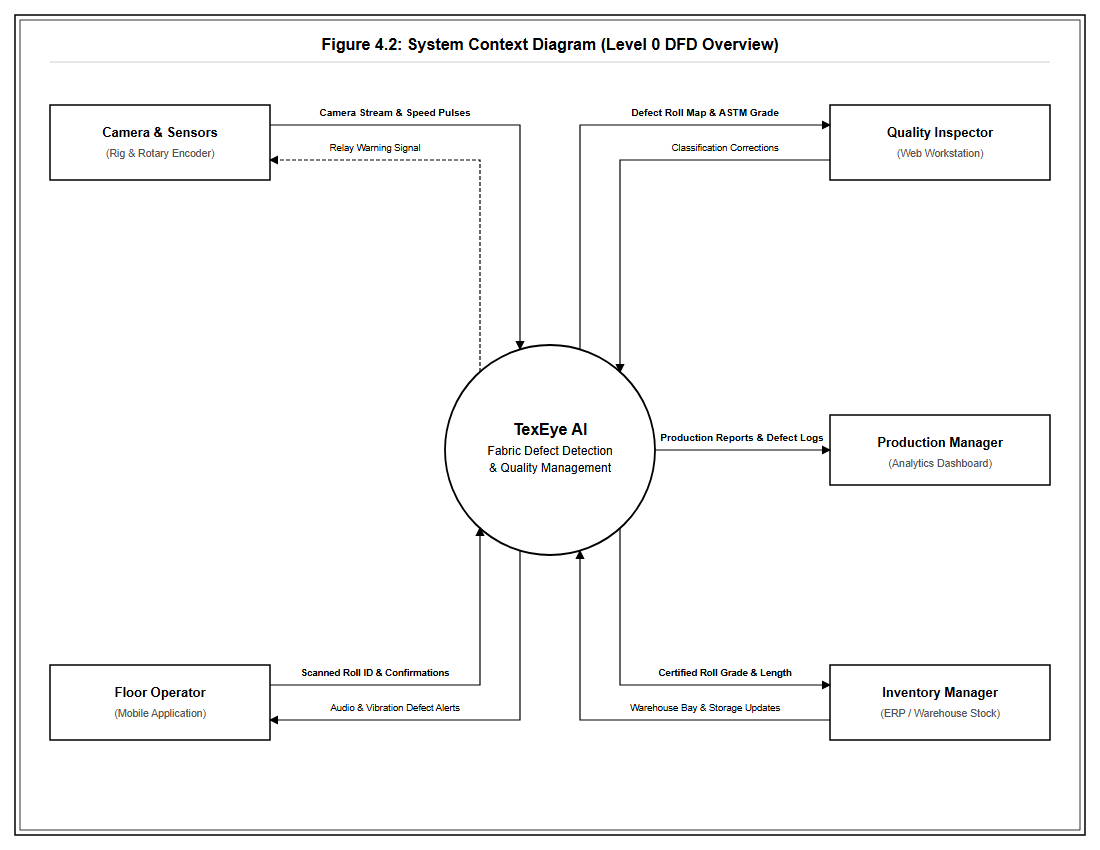 Figure 4.2: System Context Diagram (Level 0 DFD Overview)
Camera & Sensors
(Rig & Rotary Encoder)
Camera Stream & Speed Pulses
Relay Warning Signal
Defect Roll Map & ASTM Grade
Classification Corrections
Quality Inspector
(Web Workstation)
TexEye AI
Fabric Defect Detection
& Quality Management
Production Reports & Defect Logs
Production Manager
(Analytics Dashboard)
Floor Operator
(Mobile Application)
Scanned Roll ID & Confirmations
Audio & Vibration Defect Alerts
Certified Roll Grade & Length
Warehouse Bay & Storage Updates
Inventory Manager
(ERP / Warehouse Stock)